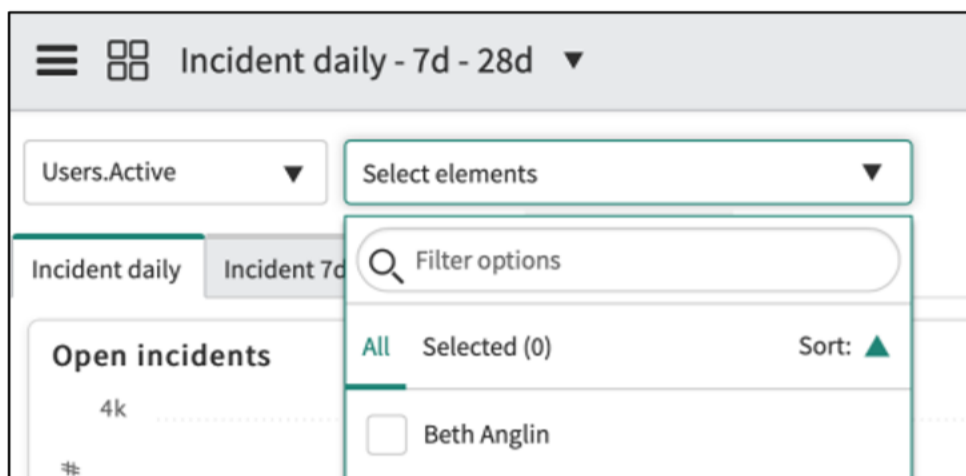 Incident daily - 7d - 28d
Users.Active
Select elements
Incident daily
Incident 7d
Filter options
All Selected (0) Sort:
Open incidents
4k
Beth Anglin
#